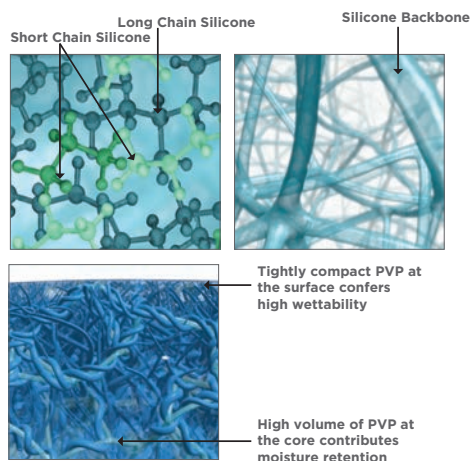 Long Chain Silicone
Short Chain Silicone
Silicone Backbone
Tightly compact PVP at
the surface confers
high wettability
High volume of PVP at
the core contributes
moisture retention